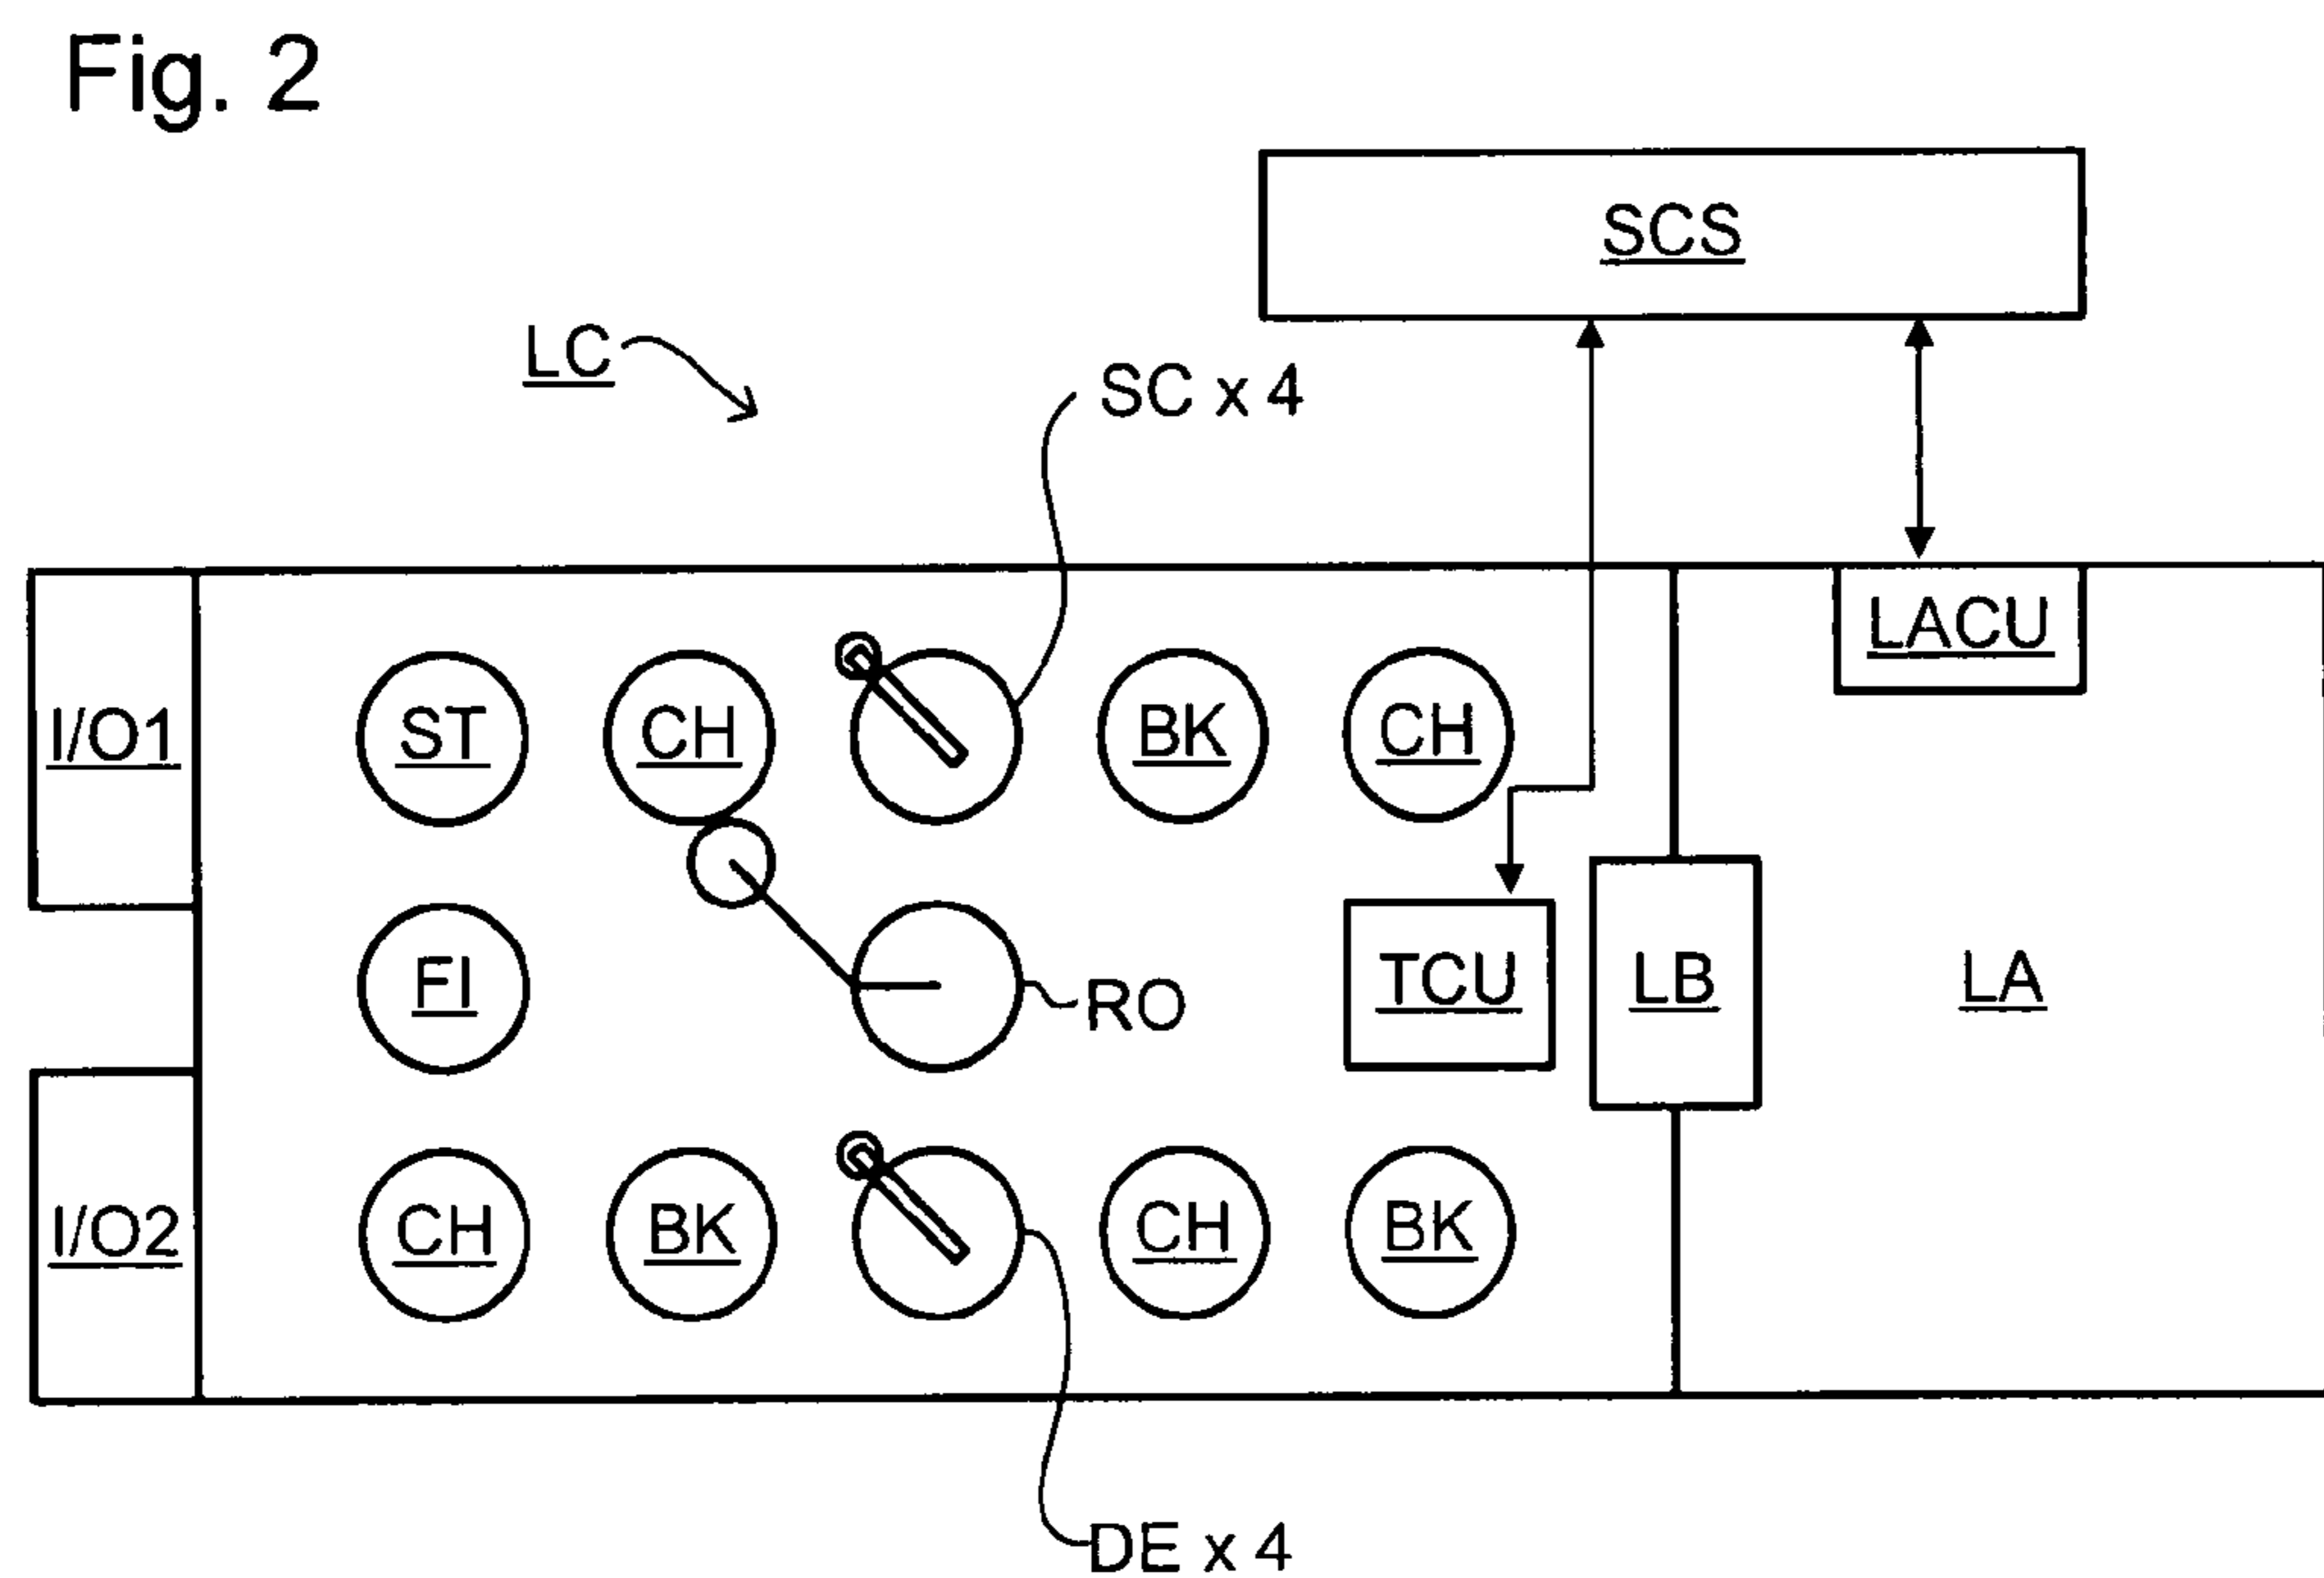 Fig. 2
SCS
LC
SC x 4
LACU
I/O1
ST
CH
BK
CH
FI
RO
TCU
LB
LA
I/O2
CH
BK
CH
BK
DE x 4